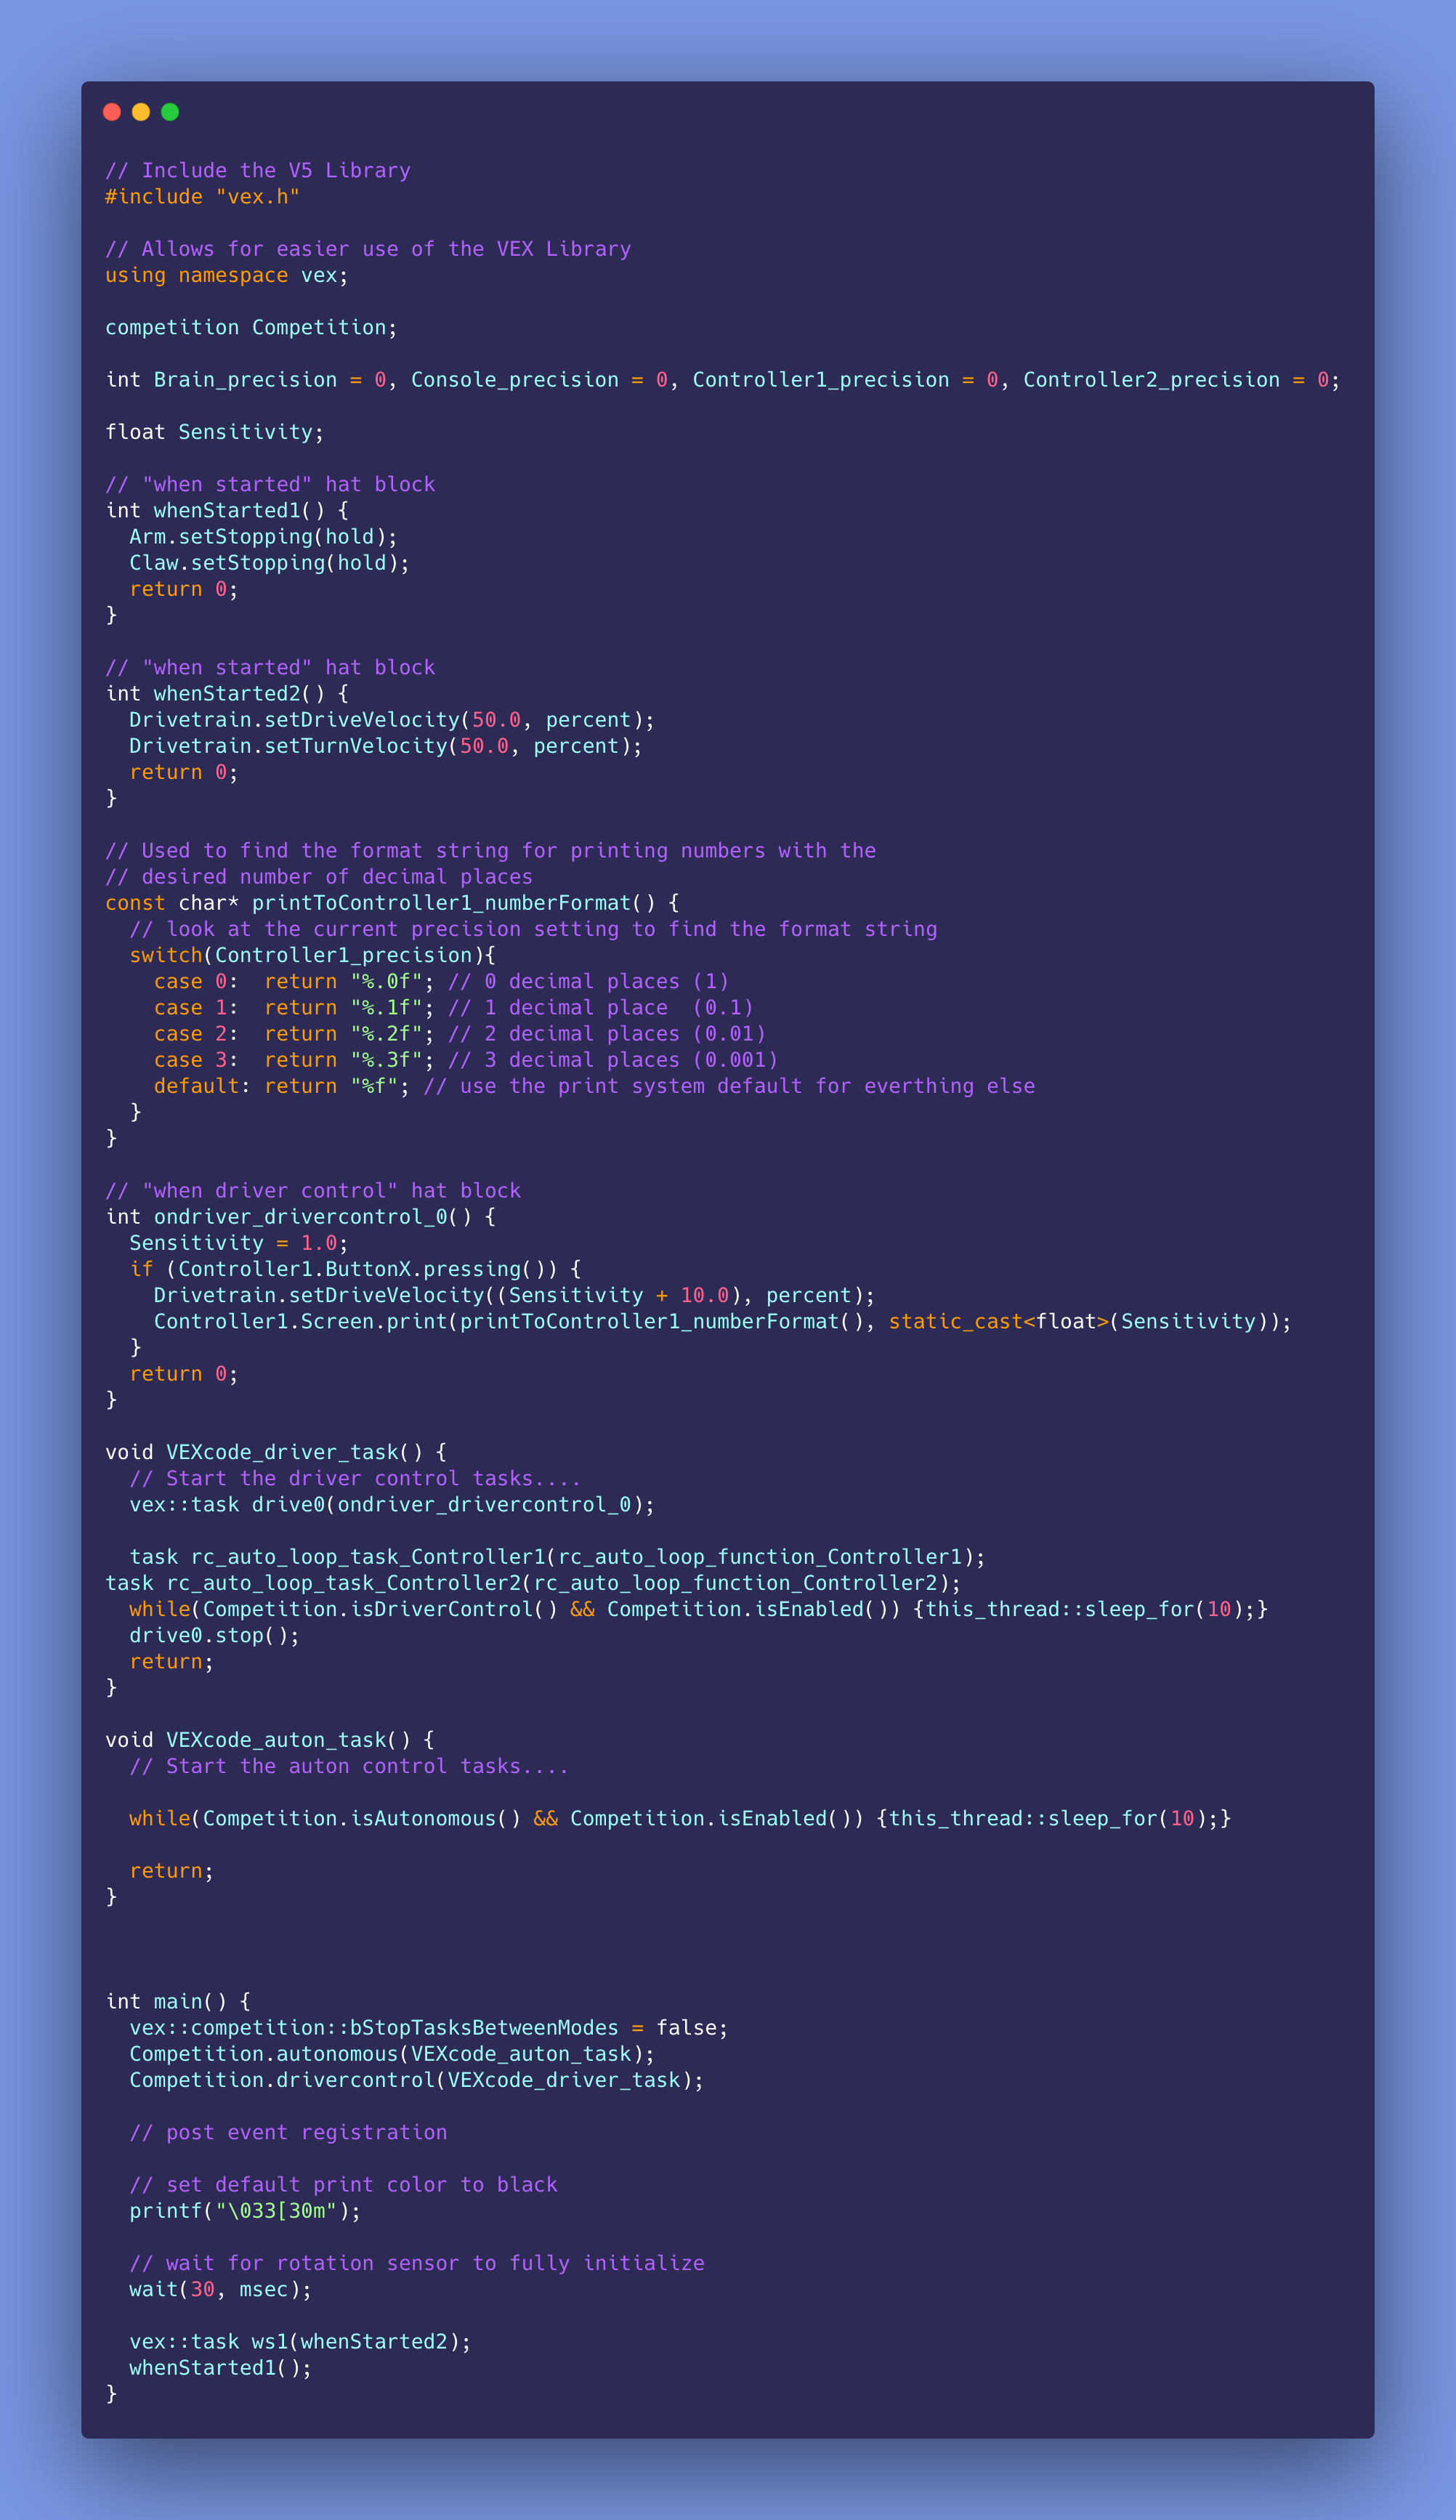 // Include the V5 Library
#include "vex.h"

// Allows for easier use of the VEX Library
using namespace vex;

competition Competition;

int Brain_precision = 0, Console_precision = 0, Controller1_precision = 0, Controller2_precision = 0;

float Sensitivity;

// "when started" hat block
int whenStarted1() {
  Arm.setStopping(hold);
  Claw.setStopping(hold);
  return 0;
}

// "when started" hat block
int whenStarted2() {
  Drivetrain.setDriveVelocity(50.0, percent);
  Drivetrain.setTurnVelocity(50.0, percent);
  return 0;
}

// Used to find the format string for printing numbers with the
// desired number of decimal places
const char* printToController1_numberFormat() {
  // look at the current precision setting to find the format string
  switch(Controller1_precision){
    case 0:  return "%.0f"; // 0 decimal places (1)
    case 1:  return "%.1f"; // 1 decimal place  (0.1)
    case 2:  return "%.2f"; // 2 decimal places (0.01)
    case 3:  return "%.3f"; // 3 decimal places (0.001)
    default: return "%f"; // use the print system default for everthing else
  }
}

// "when driver control" hat block
int ondriver_drivercontrol_0() {
  Sensitivity = 1.0;
  if (Controller1.ButtonX.pressing()) {
    Drivetrain.setDriveVelocity((Sensitivity + 10.0), percent);
    Controller1.Screen.print(printToController1_numberFormat(), static_cast<float>(Sensitivity));
  }
  return 0;
}

void VEXcode_driver_task() {
  // Start the driver control tasks....
  vex::task drive0(ondriver_drivercontrol_0);

  task rc_auto_loop_task_Controller1(rc_auto_loop_function_Controller1);
task rc_auto_loop_task_Controller2(rc_auto_loop_function_Controller2);
  while(Competition.isDriverControl() && Competition.isEnabled()) {this_thread::sleep_for(10);}
  drive0.stop();
  return;
}

void VEXcode_auton_task() {
  // Start the auton control tasks....

  while(Competition.isAutonomous() && Competition.isEnabled()) {this_thread::sleep_for(10);}

  return;
}



int main() {
  vex::competition::bStopTasksBetweenModes = false;
  Competition.autonomous(VEXcode_auton_task);
  Competition.drivercontrol(VEXcode_driver_task);

  // post event registration

  // set default print color to black
  printf("\033[30m");

  // wait for rotation sensor to fully initialize
  wait(30, msec);

  vex::task ws1(whenStarted2);
  whenStarted1();
}